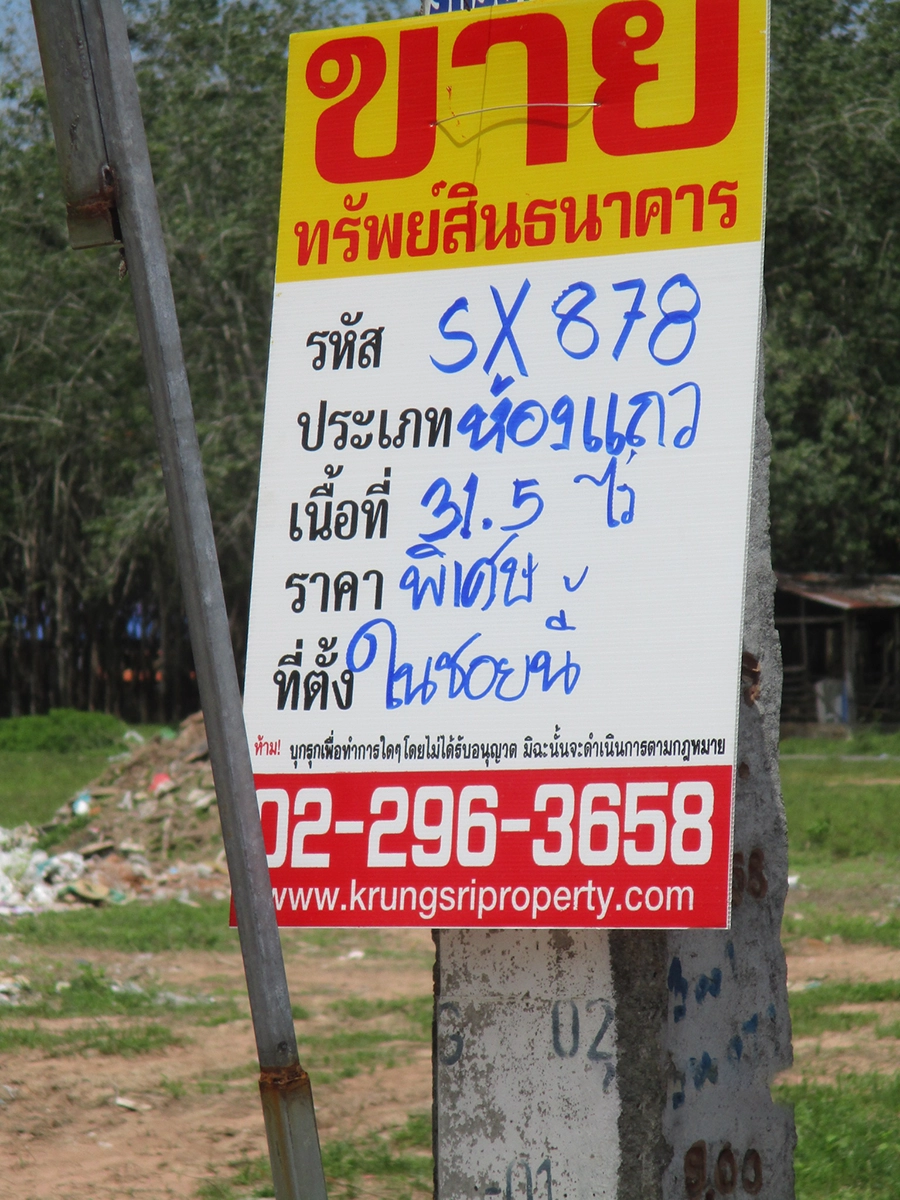 ขาย
ทรัพย์สินธนาคาร
รหัส SX 878
ประเภท ห้องแถว
เนื้อที่ 31.5 ไว่
ราคา พิเศษ
ที่ตั้ง ในซอยนี้
ห้าม! บุกรุกเพื่อทำการใดๆโดยไม่ได้รับอนุญาต มิฉะนั้นจะดำเนินการตามกฎหมาย
02-296-3658
www.krungsriproperty.com
02
-01
900